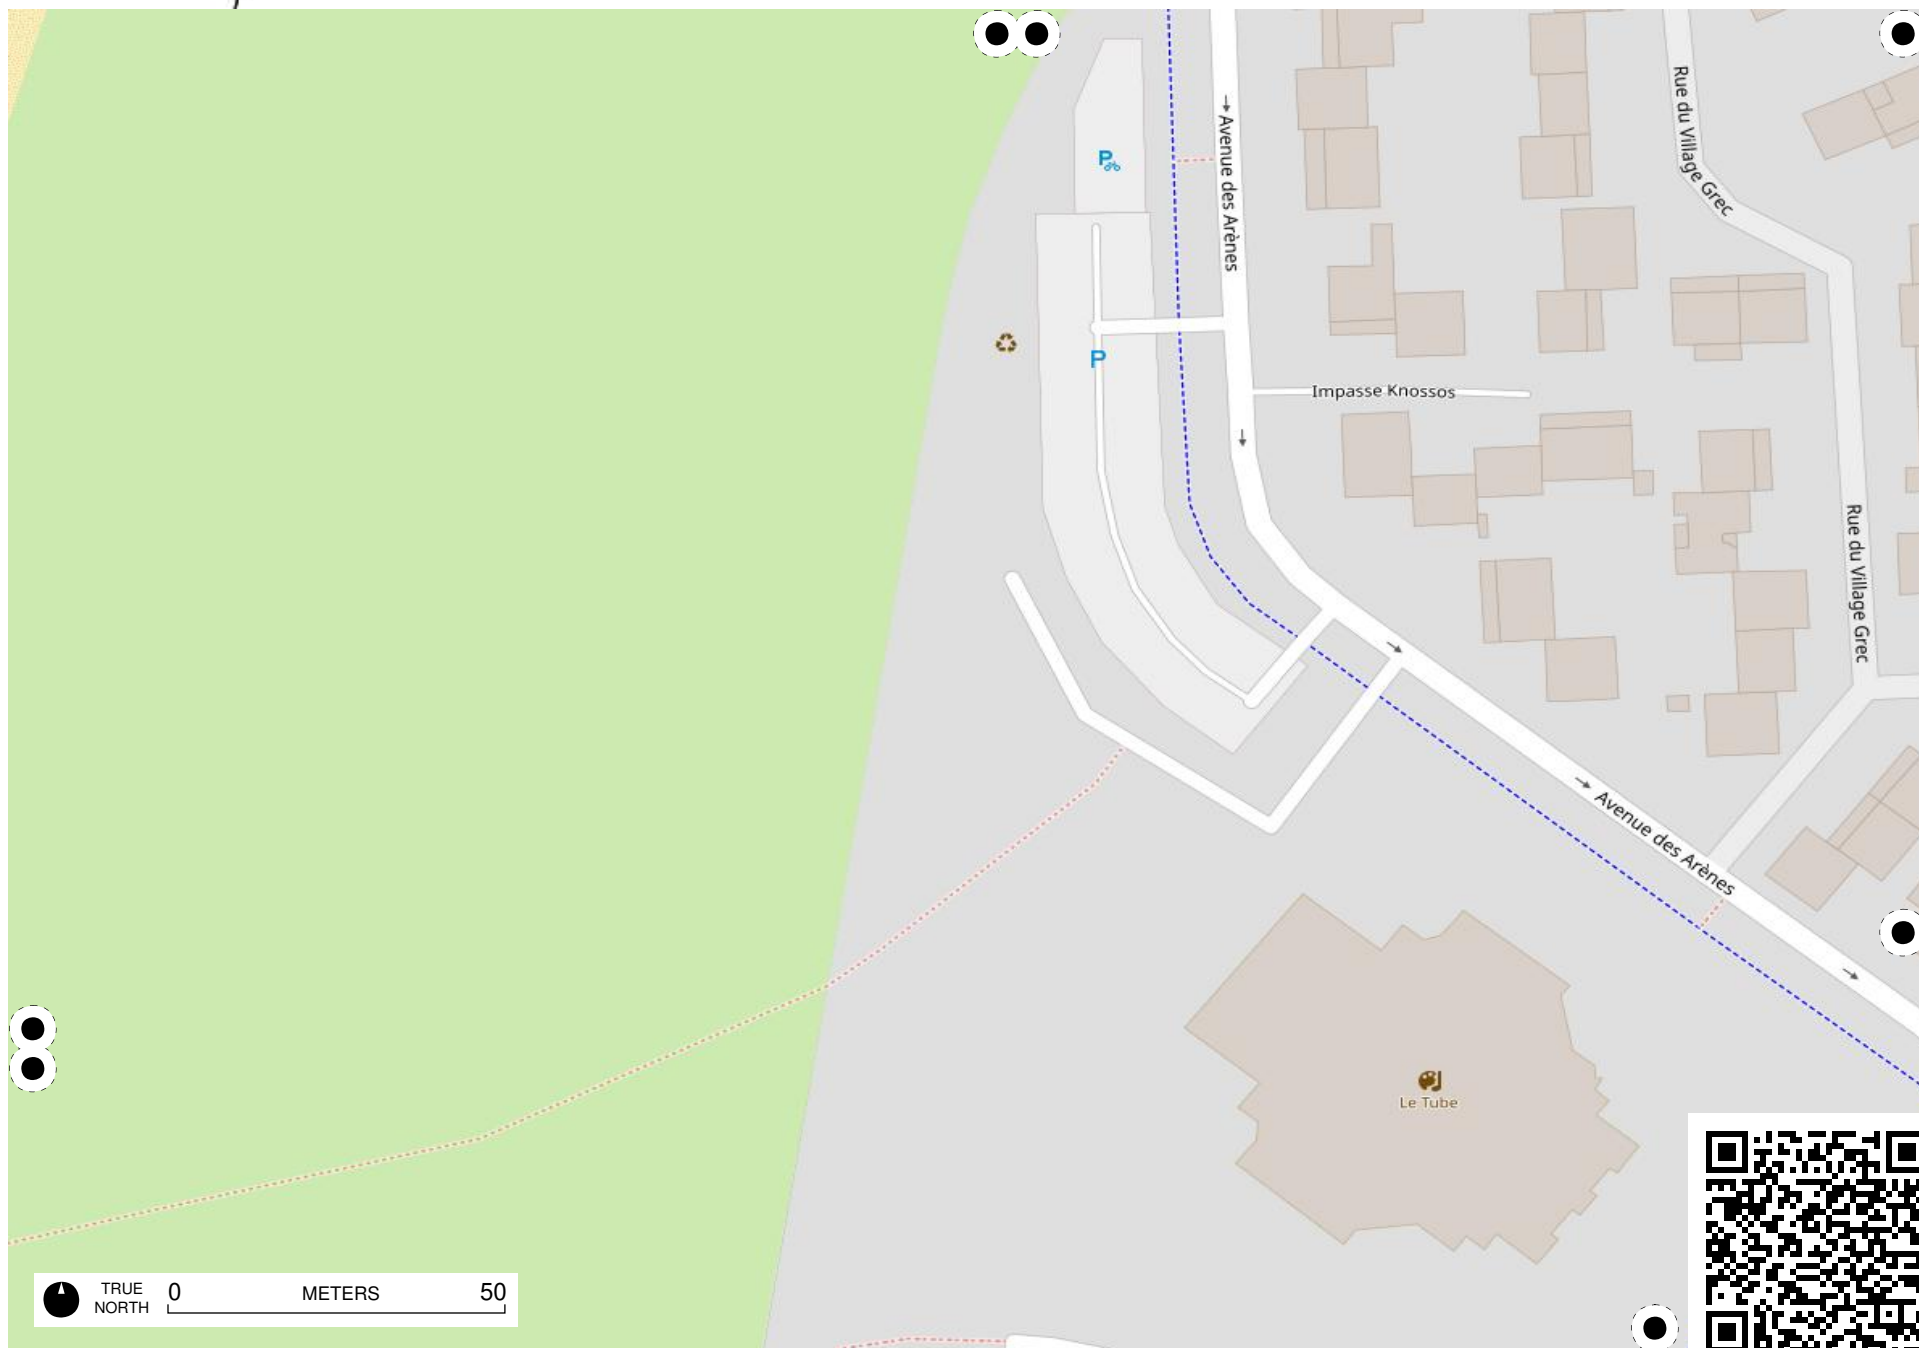 Rue du Village Grec
Avenue des Arènes
P
P
Impasse Knossos
Rue du Village Grec
Avenue des Arènes
Le Tube
TRUE
NORTH
0 METERS 50